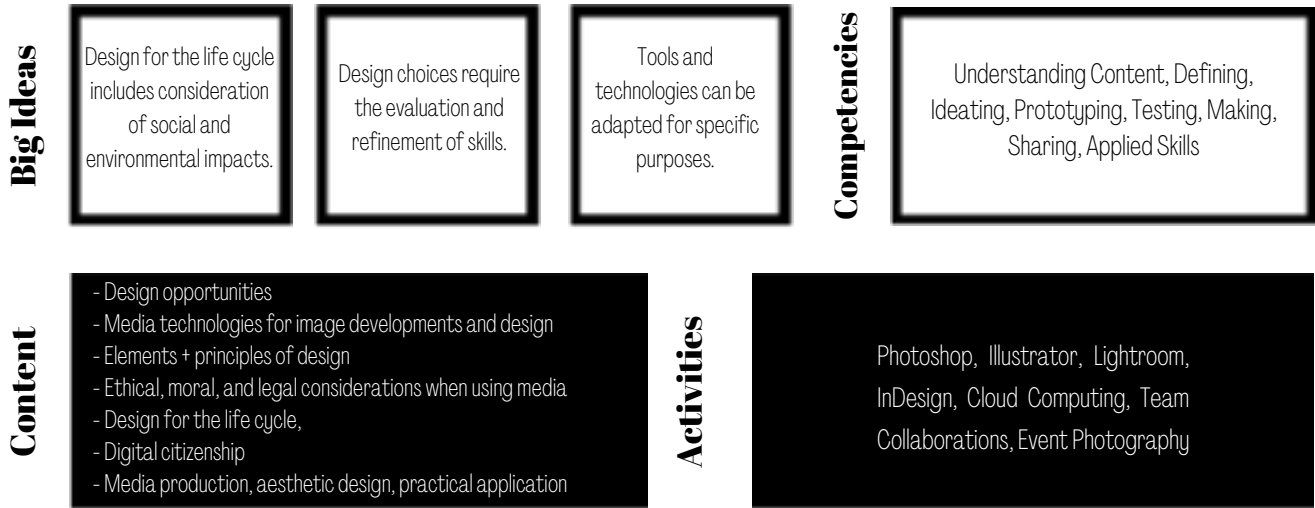 Big Ideas
Design for the life cycle
includes consideration
of social and
environmental impacts.
Design choices require
the evaluation and
refinement of skills.
Tools and
technologies can be
adapted for specific
purposes.
Competencies
Understanding Content, Defining,
Ideating, Prototyping, Testing, Making,
Sharing, Applied Skills
Content
- Design opportunities
- Media technologies for image developments and design
- Elements + principles of design
- Ethical, moral, and legal considerations when using media
- Design for the life cycle,
- Digital citizenship
- Media production, aesthetic design, practical application
Activities
Photoshop, Illustrator, Lightroom,
InDesign, Cloud Computing, Team
Collaborations, Event Photography